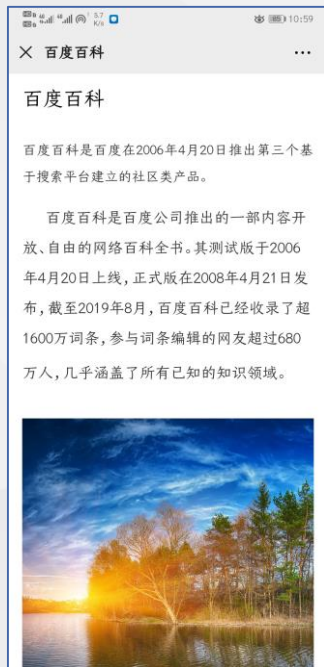 5.7 K/s 10:59
百度百科
百度百科
百度百科是百度在2006年4月20日推出第三个基
于搜索平台建立的社区类产品。
百度百科是百度公司推出的一部内容开
放、自由的网络百科全书。其测试版于2006
年4月20日上线,正式版在2008年4月21日发
布,截至2019年8月,百度百科已经收录了超
1600万词条,参与词条编辑的网友超过680
万人,几乎涵盖了所有已知的知识领域。